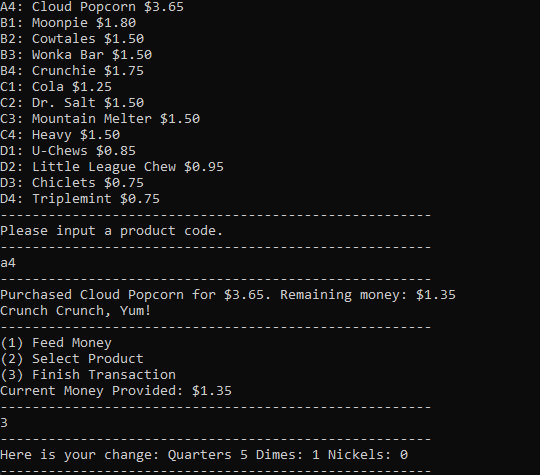 A4: Cloud Popcorn $3.65
B1: Moonpie $1.80
B2: Cowtales $1.50
B3: Wonka Bar $1.50
B4: Crunchie $1.75
C1: Cola $1.25
C2: Dr. Salt $1.50
C3: Mountain Melter $1.50
C4: Heavy $1.50
D1: U-Chews $0.85
D2: Little League Chew $0.95
D3: Chiclets $0.75
D4: Triplemint $0.75
------------------------------------------------------
Please input a product code.
------------------------------------------------------
a4
------------------------------------------------------
Purchased Cloud Popcorn for $3.65. Remaining money: $1.35
Crunch Crunch, Yum!
------------------------------------------------------
(1) Feed Money
(2) Select Product
(3) Finish Transaction
Current Money Provided: $1.35
------------------------------------------------------
3
------------------------------------------------------
Here is your change: Quarters 5 Dimes: 1 Nickels: 0
------------------------------------------------------